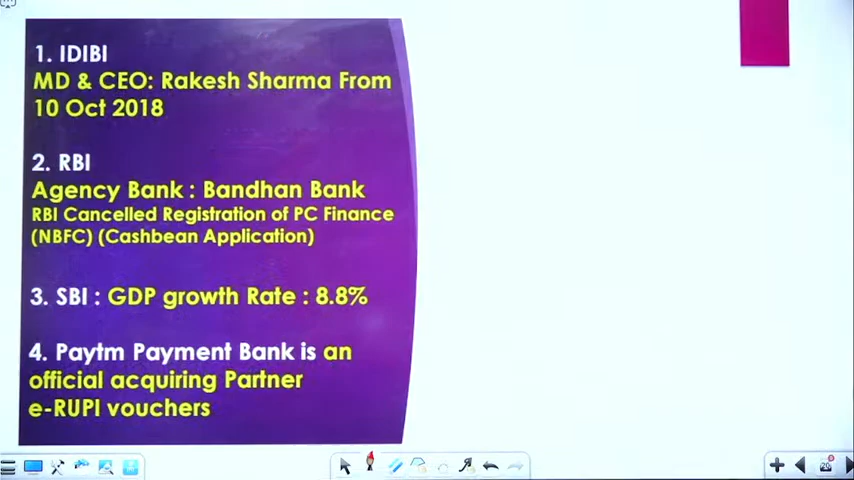 1. IDIBI
MD & CEO: Rakesh Sharma From
10 Oct 2018
2. RBI
Agency Bank : Bandhan Bank
RBI Cancelled Registration of PC Finance
(NBFC) (Cashbean Application)
3. SBI : GDP growth Rate : 8.8%
4. Paytm Payment Bank is an
official acquiring Partner
e-RUPI vouchers